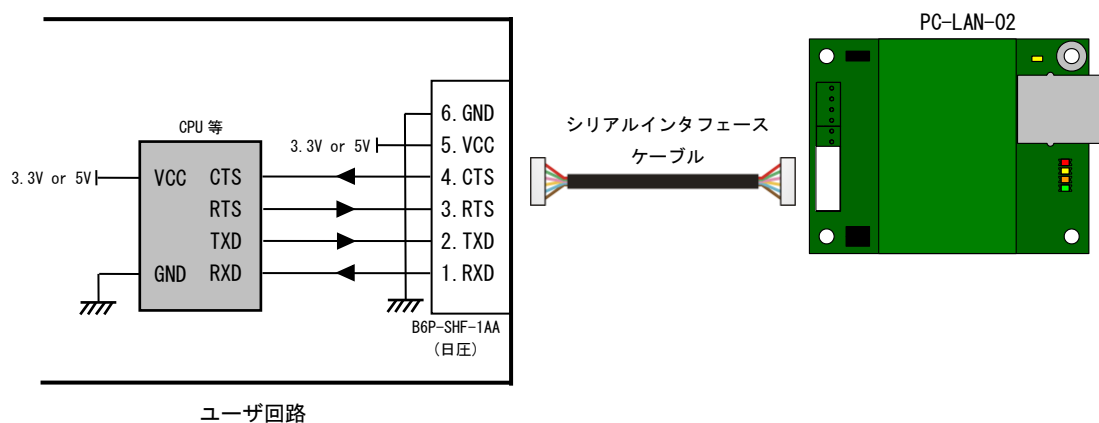 PC-LAN-02
CPU 等
3.3V or 5V
VCC
CTS
RTS
TXD
GND
RXD
3.3V or 5V
6. GND
5. VCC
4. CTS
3. RTS
2. TXD
1. RXD
B6P-SHF-1AA
(日圧)
シリアルインタフェース
ケーブル
ユーザ回路